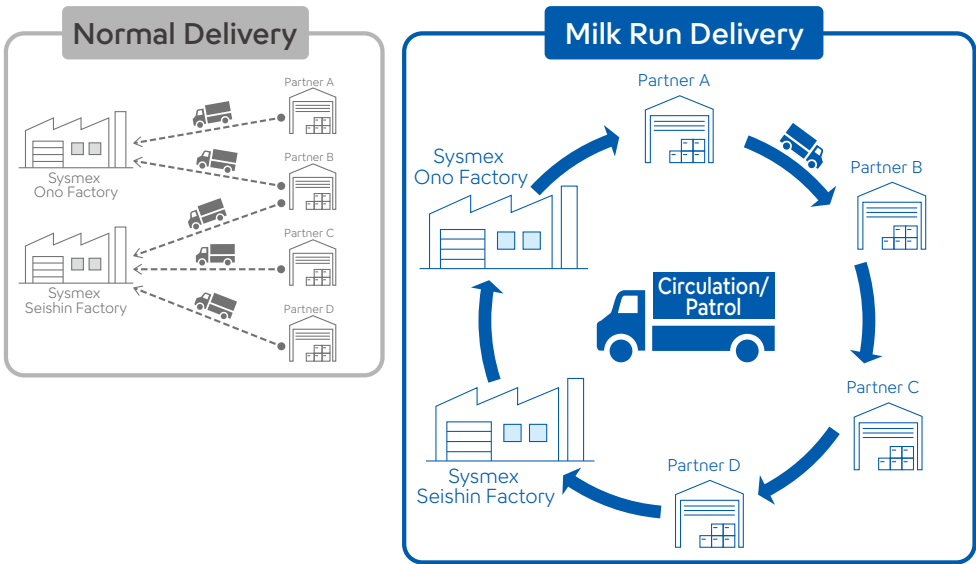 Normal Delivery
Partner A
Sysmex
Ono Factory
Partner B
Sysmex
Seishin Factory
Partner C
Partner D
Milk Run Delivery
Partner A
Sysmex
Ono Factory
Partner B
Circulation/
Patrol
Partner C
Partner D
Sysmex
Seishin Factory